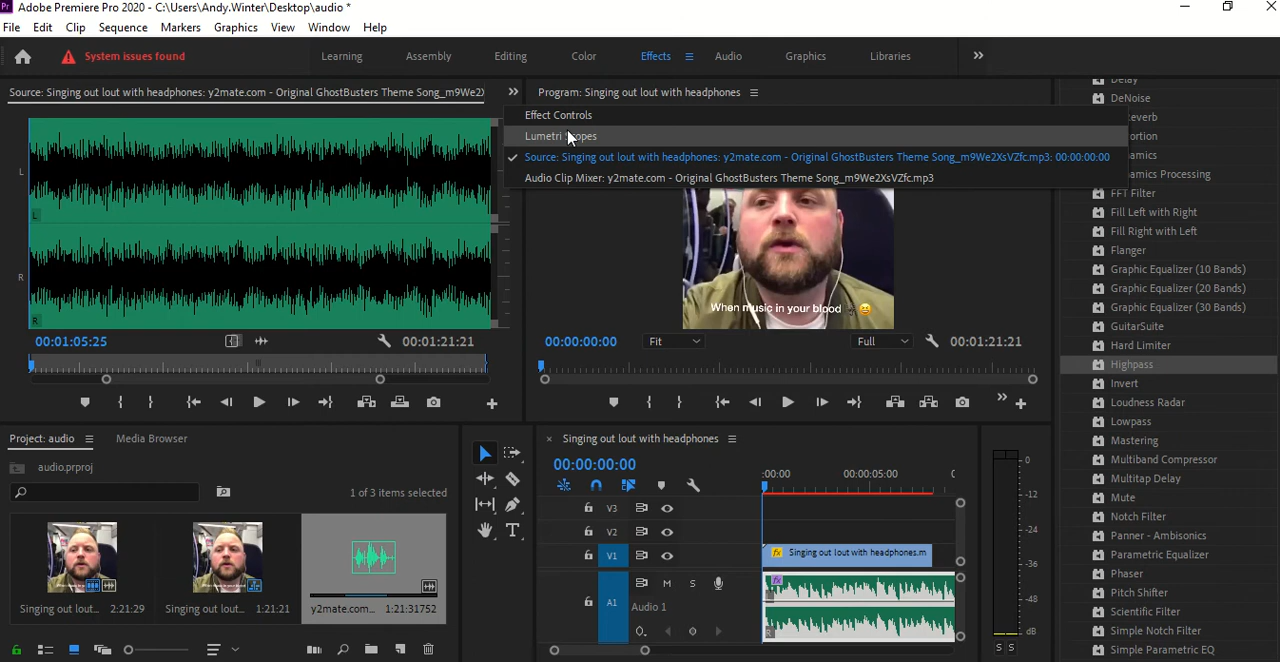 Pr Adobe Premiere Pro 2020 - C:\Users\Andy.Winter\Desktop\audio *
File Edit Clip Sequence Markers Graphics View Window Help
System issues found Learning Assembly Editing Color Effects Audio Graphics Libraries
Source: Singing out lout with headphones: y2mate.com - Original GhostBusters Theme Song_m9We2X
Program: Singing out lout with headphones
Effect Controls
Lumetri Scopes
Source: Singing out lout with headphones: y2mate.com - Original GhostBusters Theme Song_m9We2XsVZfc.mp3: 00:00:00:00
Audio Clip Mixer: y2mate.com - Original GhostBusters Theme Song_m9We2XsVZfc.mp3
L
L
R
R
When music in your blood
00:01:05:25 00:01:21:21
00:00:00:00 Fit Full 00:01:21:21
Delay
DeNoise
FFT Filter
Fill Left with Right
Fill Right with Left
Flanger
Graphic Equalizer (10 Bands)
Graphic Equalizer (20 Bands)
Graphic Equalizer (30 Bands)
GuitarSuite
Hard Limiter
Highpass
Invert
Loudness Radar
Lowpass
Mastering
Multiband Compressor
Multitap Delay
Mute
Notch Filter
Panner - Ambisonics
Parametric Equalizer
Phaser
Pitch Shifter
Scientific Filter
Simple Notch Filter
Simple Parametric EQ
Project: audio Media Browser
audio.prproj
1 of 3 items selected
Singing out lout... 2:21:29
Singing out lout... 1:21:21
y2mate.com... 1:21:31752
× Singing out lout with headphones
00:00:00:00
:00:00 00:00:05:00
V3
V2
V1 fx Singing out lout with headphones.m
A1 M S fx
Audio 1
0
-12
-24
-36
-48
dB
S S